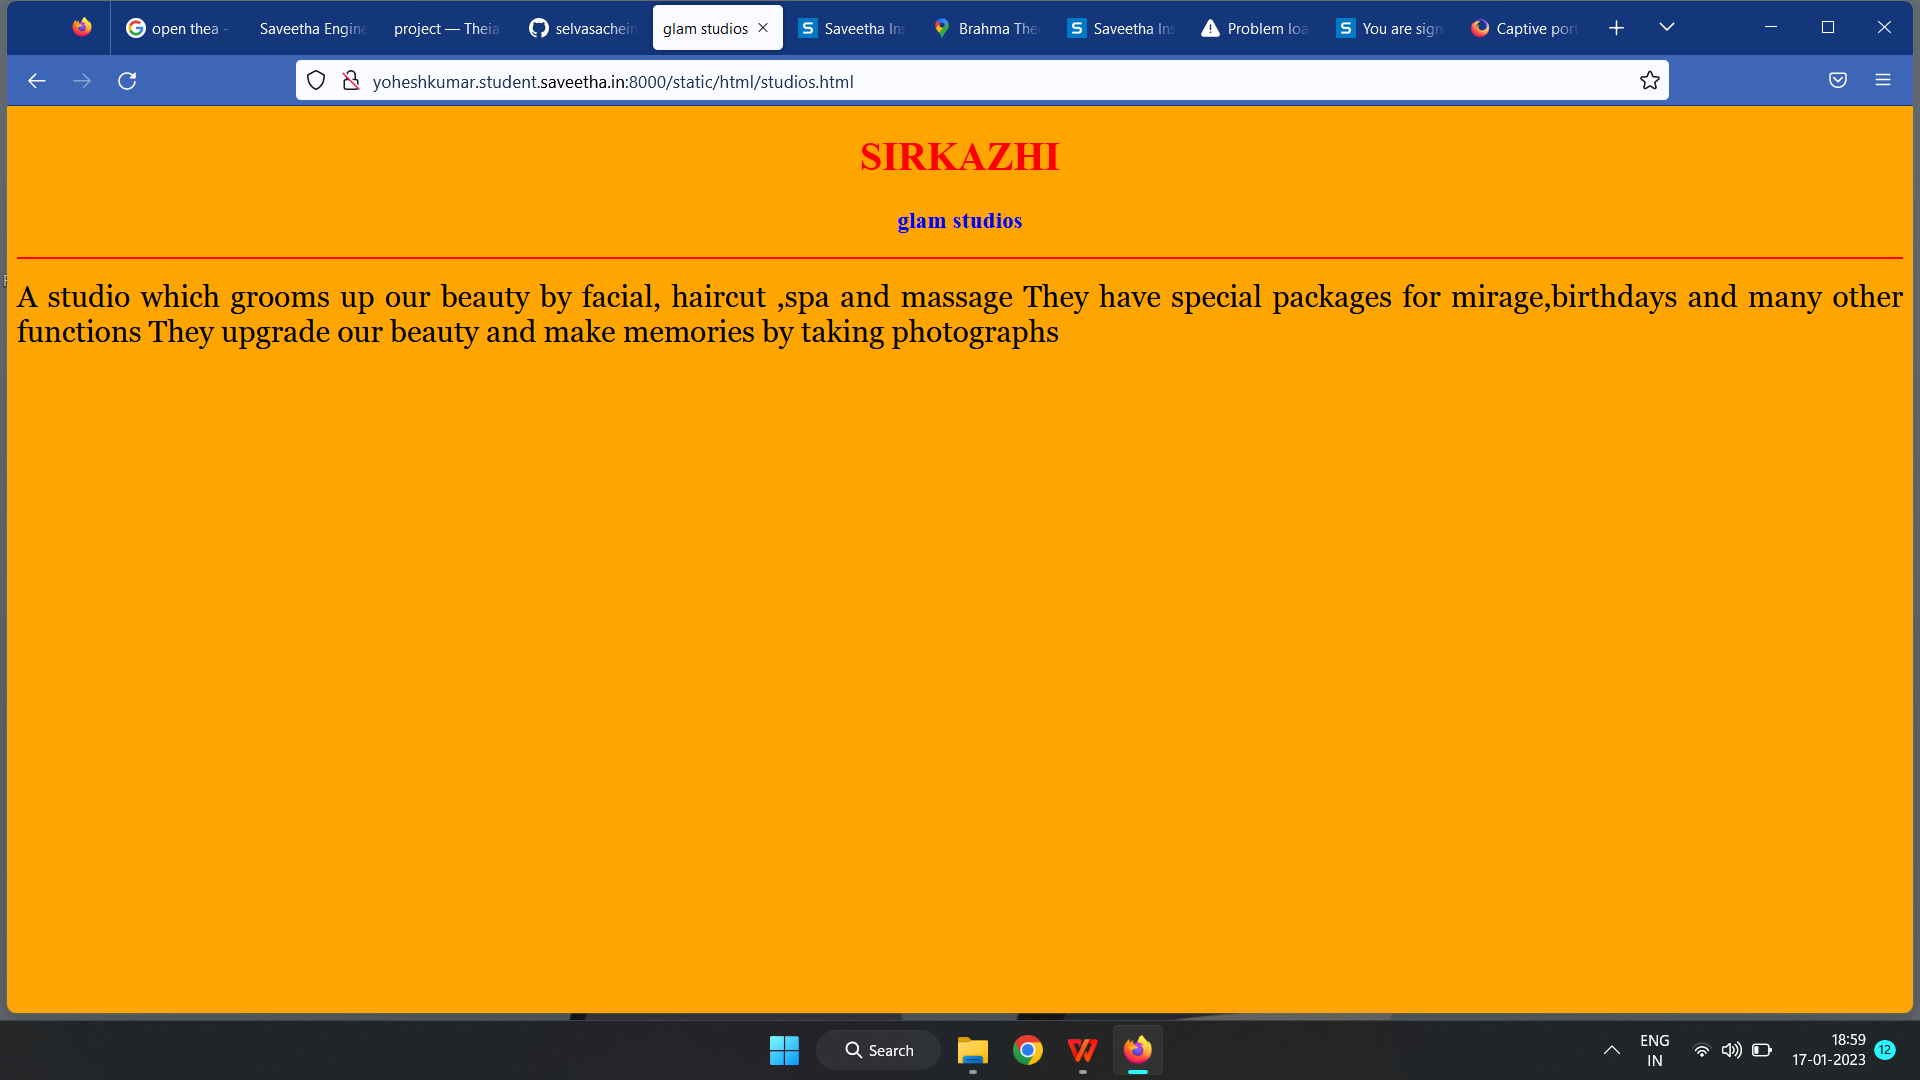 open thea -
Saveetha Engine
project — Theia
selvasachein
glam studios
Saveetha Ins
Brahma The
Saveetha Ins
Problem loa
You are sign
Captive port
yoheshkumar.student.saveetha.in:8000/static/html/studios.html
SIRKAZHI
glam studios
A studio which grooms up our beauty by facial, haircut ,spa and massage They have special packages for mirage,birthdays and many other
functions They upgrade our beauty and make memories by taking photographs
Search
ENG
IN
18:59
17-01-2023
12